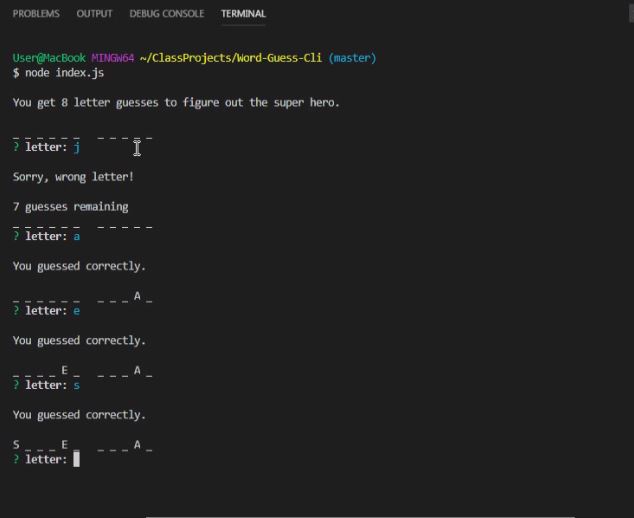 PROBLEMS OUTPUT DEBUG CONSOLE TERMINAL
User@MacBook MINGW64 ~/ClassProjects/Word-Guess-Cli (master)
$ node index.js
You get 8 letter guesses to figure out the super hero.
_ _ _ _ _ _   _ _ _ _ _
? letter: j
Sorry, wrong letter!
7 guesses remaining
_ _ _ _ _ _   _ _ _ _ _
? letter: a
You guessed correctly.
_ _ _ _ _ _   _ _ _ A _
? letter: e
You guessed correctly.
_ _ _ _ E _   _ _ _ A _
? letter: s
You guessed correctly.
S _ _ _ E _   _ _ _ A _
? letter: